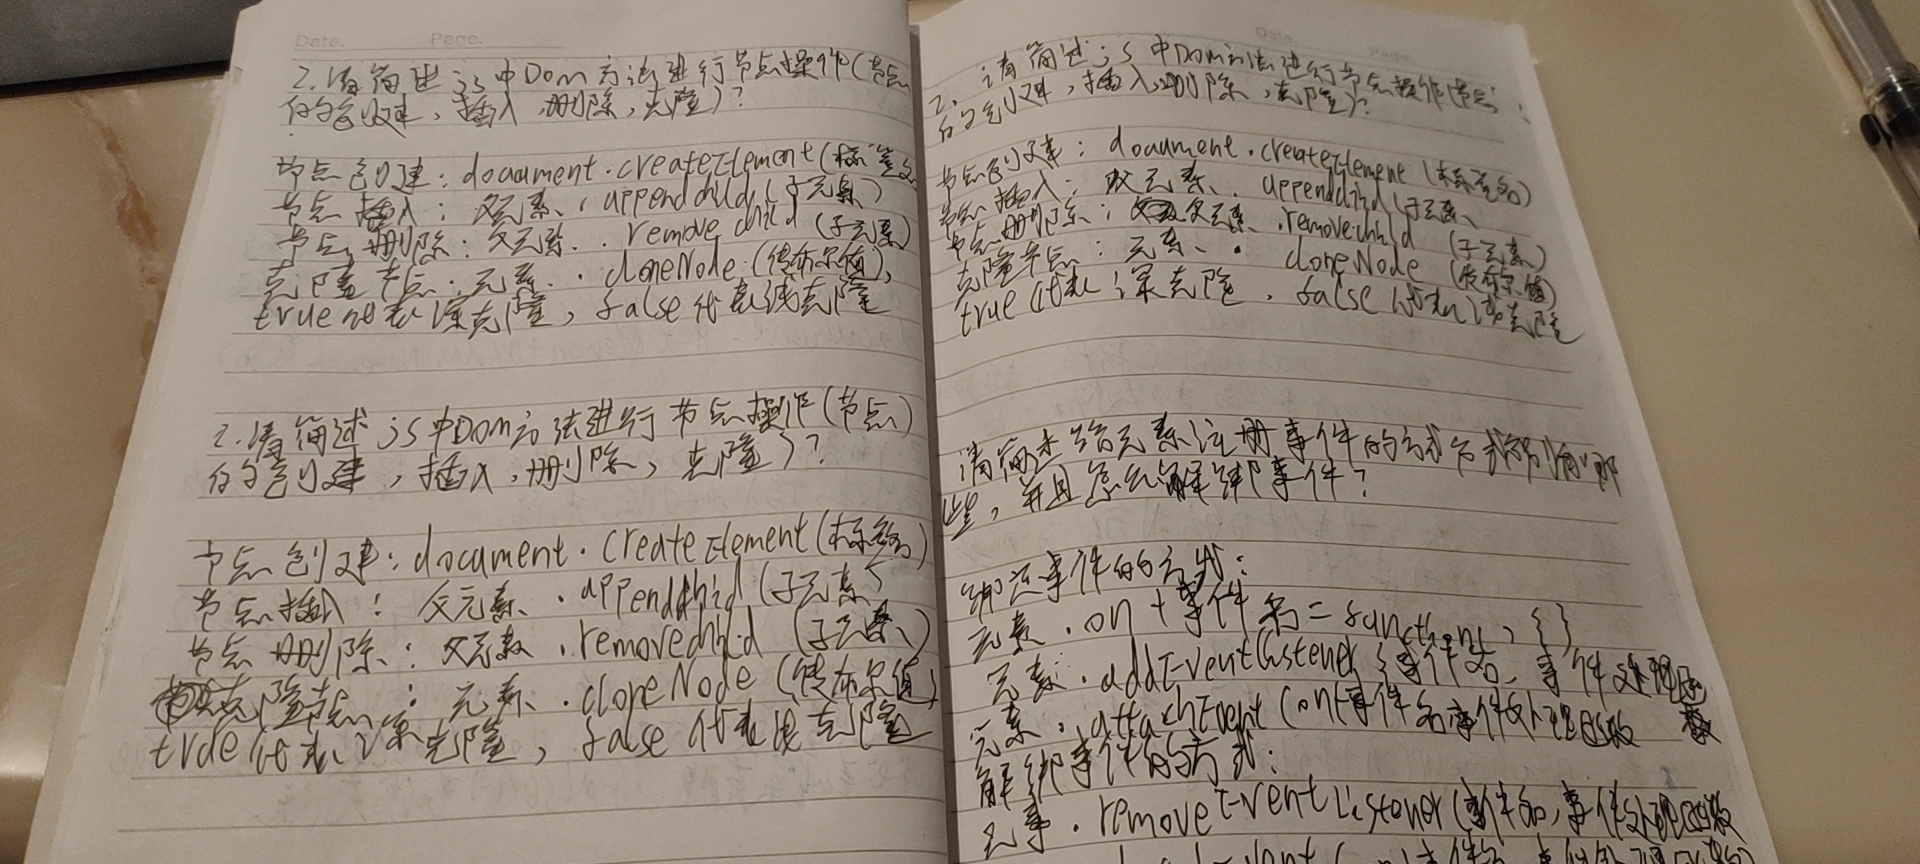 Date. Page.
2.请简述js中Dom方法进行节点操作(节点
的创建,插入,删除,克隆)?
节点创建:document.createElement(标签名
节点插入:父元素.appendchild(子元素)
节点删除:父元素.removechild(子元素)
克隆节点:元素.cloneNode(传布尔值),
true代表深克隆,false代表浅克隆
2.请简述js中Dom方法进行节点操作(节点)
的创建,插入,删除,克隆)?
节点创建:document.createElement(标签名)
节点插入:父元素.appendchid(子元素)
节点删除:父元素.removechild(子元素)
克隆节点:元素.cloneNode(传布尔值)
true代表深克隆,false代表浅克隆
Date. Page.
2.请简述js中Dom方法进行节点操作(节点
的创建,插入,删除,克隆)?
节点创建:document.createElement(标签名)
节点插入:父元素.appendchind(子元素、
节点删除:父元素.removechild(子元素)
克隆节点:元素.cloneNode(传布尔值)
true代表深克隆,false代表浅克隆
请简述给元素注册事件的方式都有那
些,并且怎么解绑事件?
绑定事件的方式:
元素.on+事件名=function(){}
元素.addEventListener(事件名,事件处理函
元素.attachEvent(on+事件名事件处理函数
解绑事件的方式:
元素.removeEventListener(事件名,事件处理函数